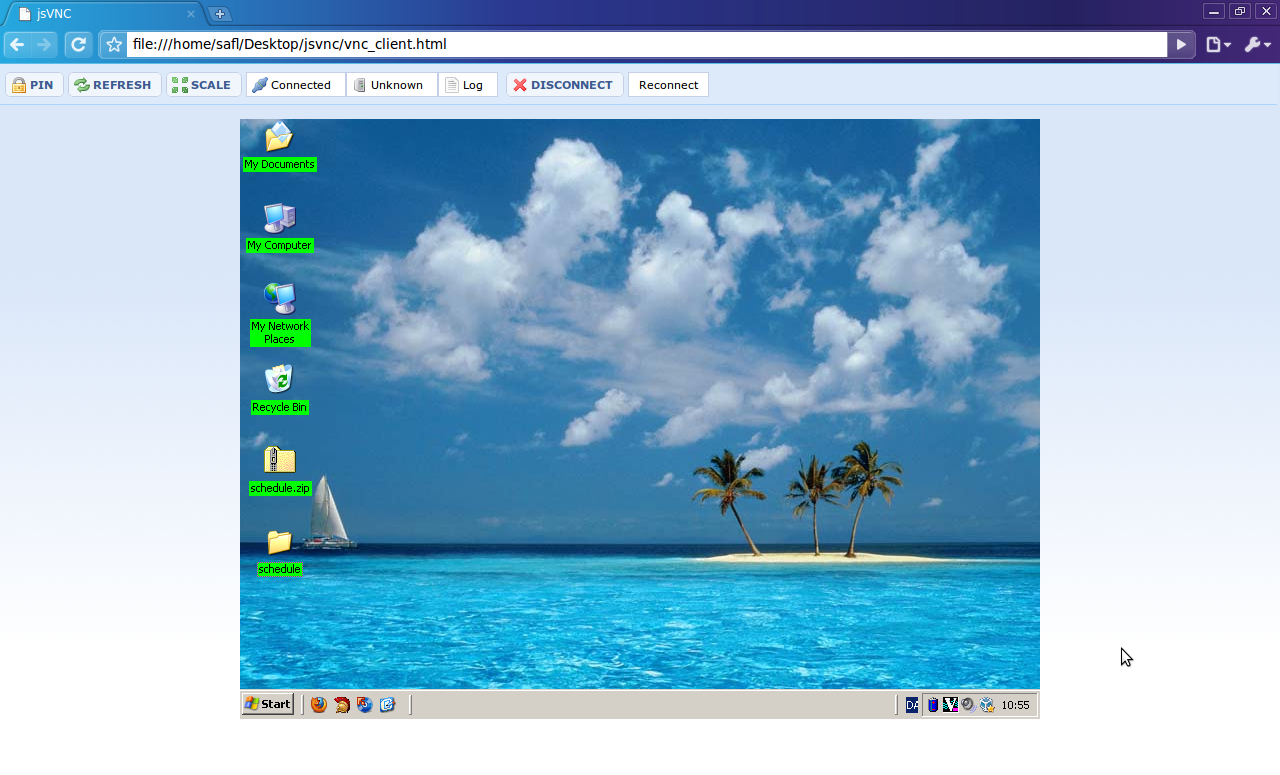 jsVNC
file:///home/safl/Desktop/jsvnc/vnc_client.html
PIN REFRESH SCALE Connected Unknown Log DISCONNECT Reconnect
My Documents
My Computer
My Network
Places
Recycle Bin
schedule.zip
schedule
Start DA 10:55